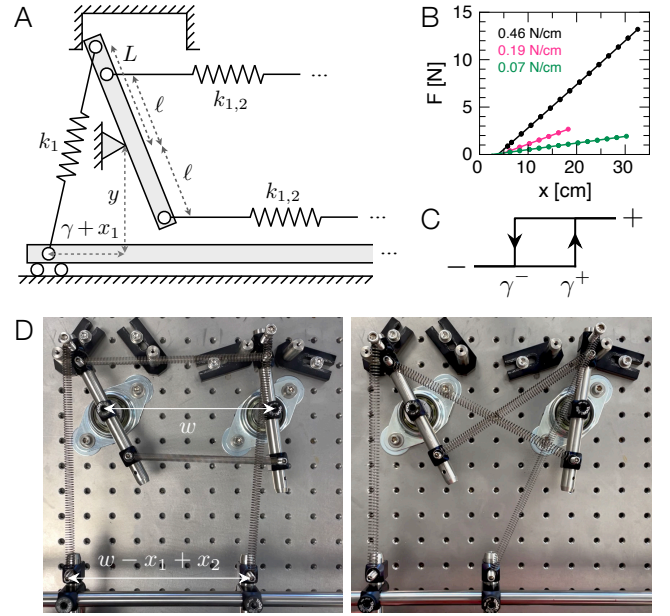 A
L
k₁,₂
...
ℓ
k₁
ℓ
y
k₁,₂
...
γ + x₁
...
B
F [N]
15
10
5
0
0.46 N/cm
0.19 N/cm
0.07 N/cm
0 10 20 30
x [cm]
C
+
−
γ⁻ γ⁺
D
w
w − x₁ + x₂